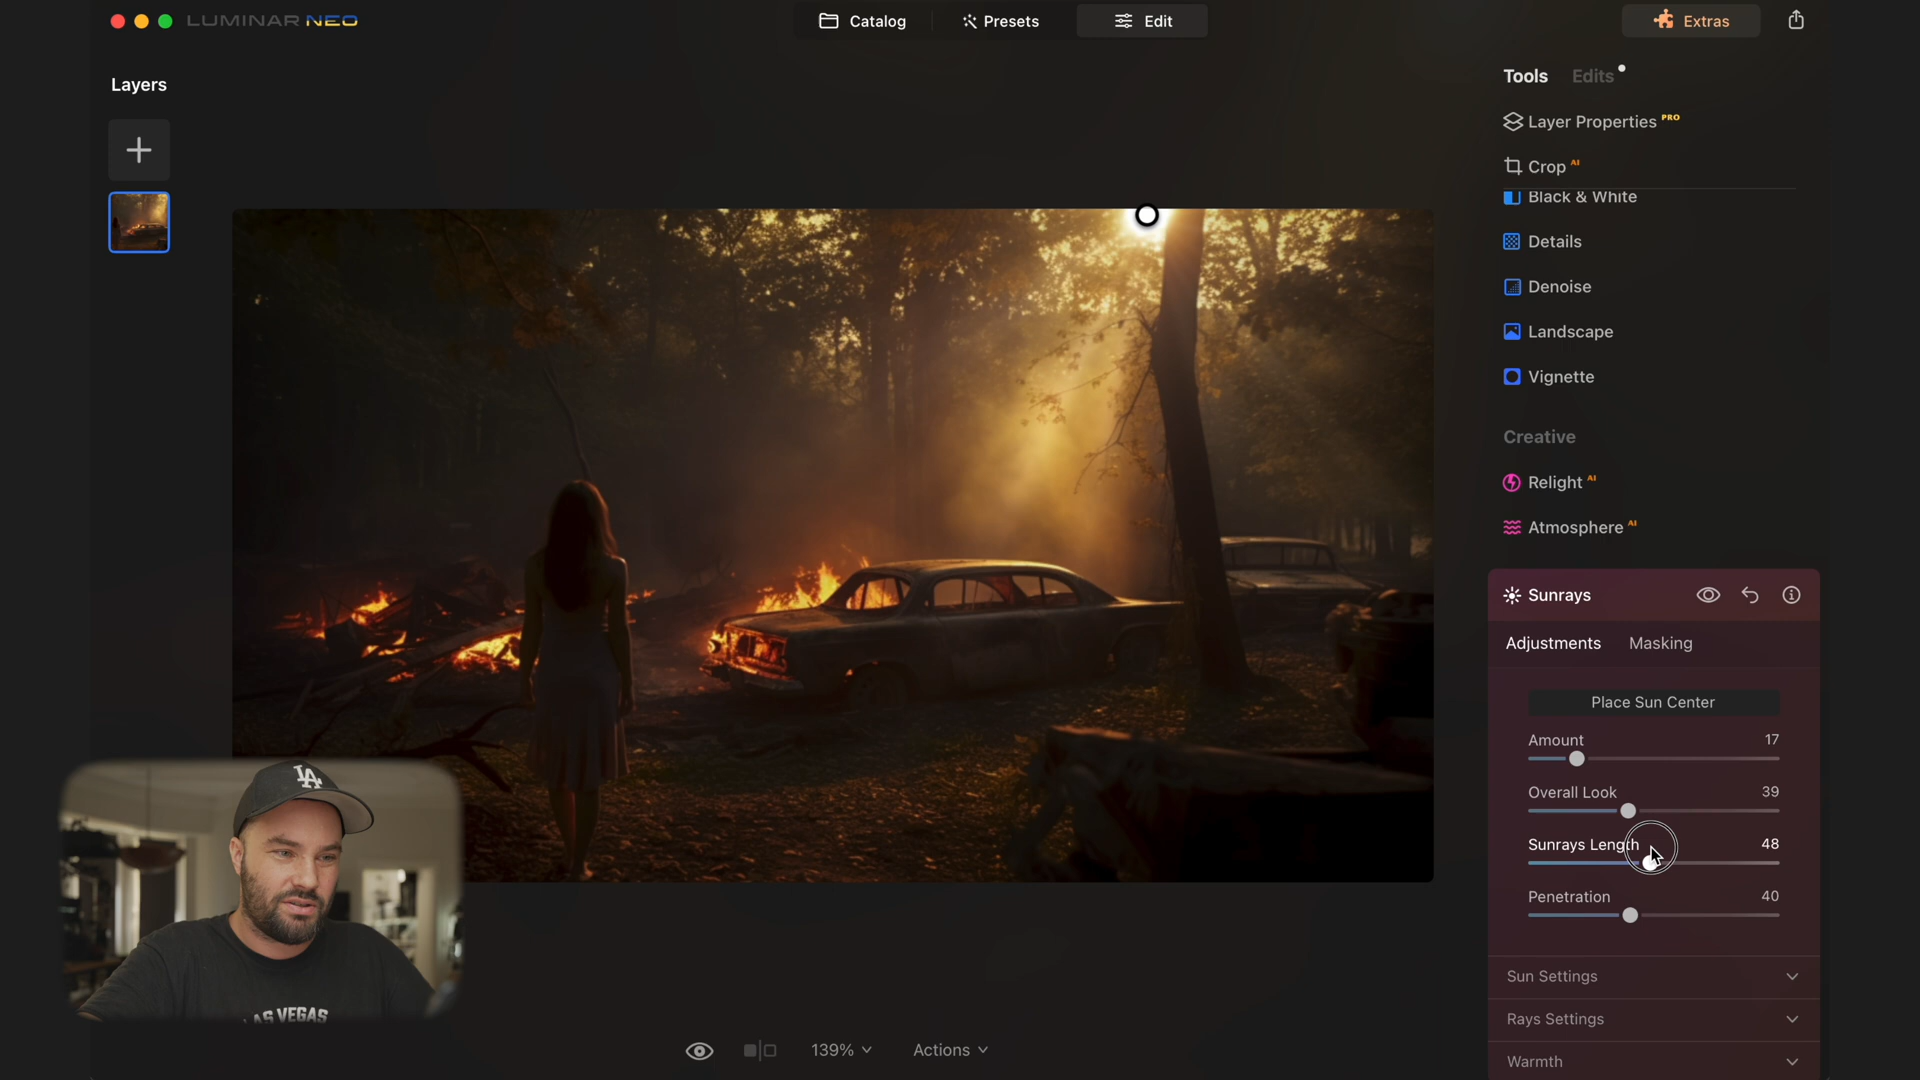 LUMINAR NEO
Catalog
Presets
Edit
Extras
Layers
Tools
Edits
Layer Properties PRO
Crop AI
Black & White
Details
Denoise
Landscape
Vignette
Creative
Relight AI
Atmosphere AI
Sunrays
Adjustments
Masking
Place Sun Center
Amount 17
Overall Look 39
Sunrays Length 48
Penetration 40
Sun Settings
Rays Settings
Warmth
LA
LAS VEGAS
139%
Actions